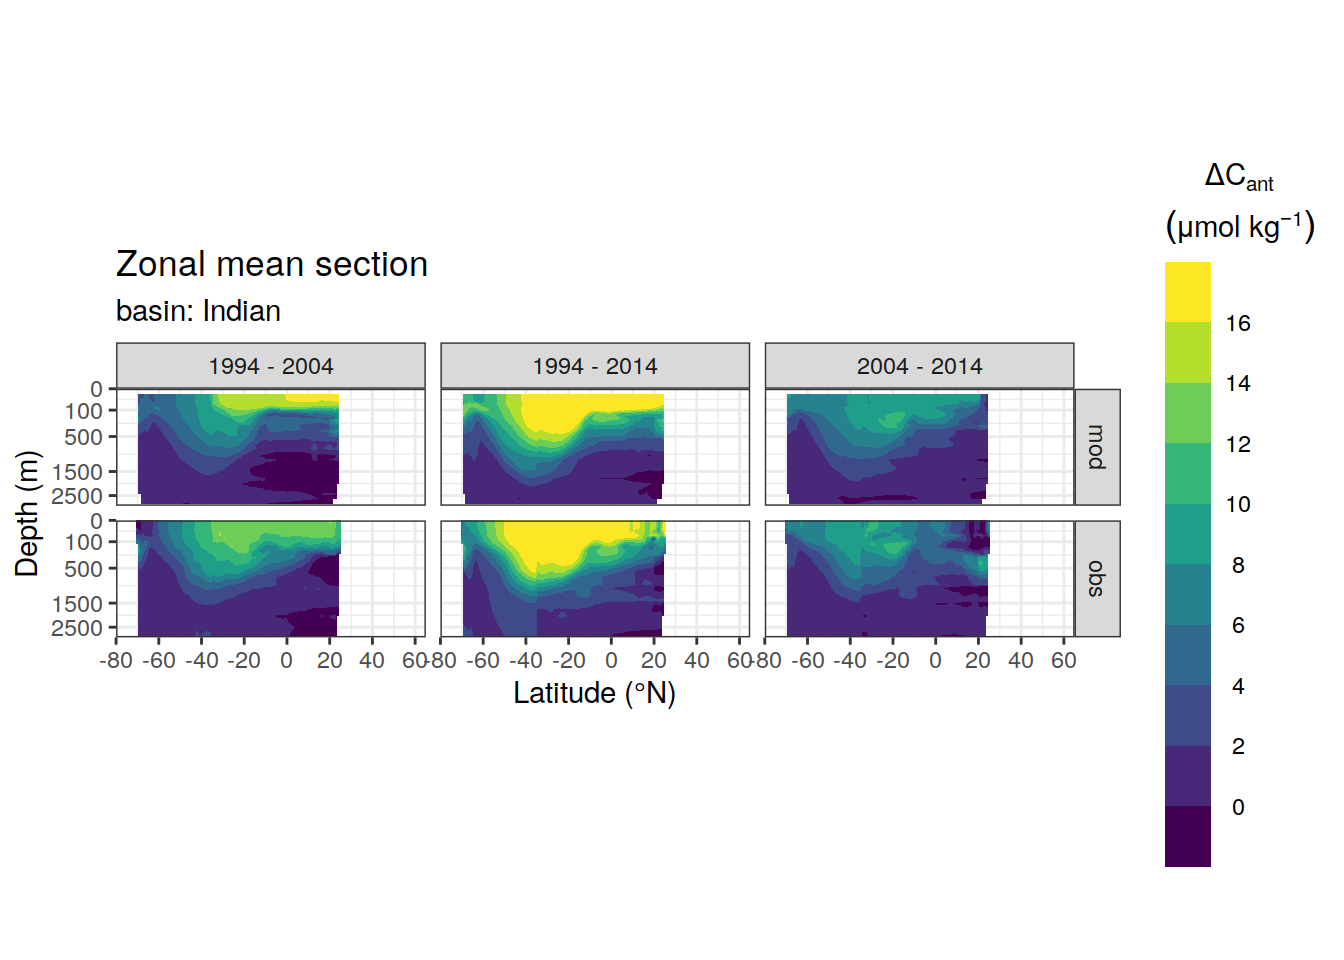 ΔCant
(µmol kg−1)
Zonal mean section
basin: Indian
1994 - 2004 1994 - 2014 2004 - 2014
0
100
500
1500
2500
mod
0
100
500
1500
2500
obs
Depth (m)
-80 -60 -40 -20 0 20 40 60 -80 -60 -40 -20 0 20 40 60 -80 -60 -40 -20 0 20 40 60
Latitude (°N)
16
14
12
10
8
6
4
2
0